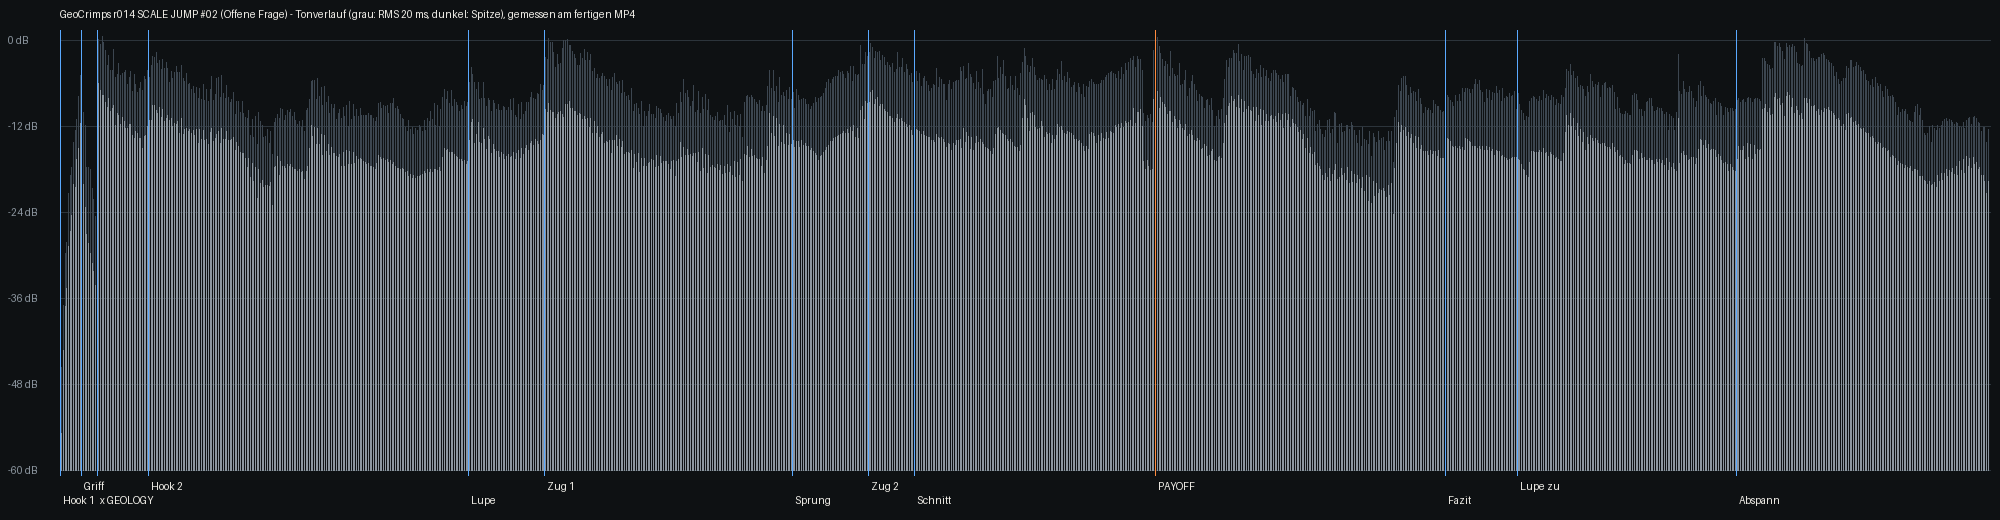 GeoCrimps r014 SCALE JUMP #02 (Offene Frage) - Tonverlauf (grau: RMS 20 ms, dunkel: Spitze), gemessen am fertigen MP4
0 dB
-12 dB
-24 dB
-36 dB
-48 dB
-60 dB
Griff Hook 2 Zug 1 Zug 2 PAYOFF Lupe zu
Hook 1 x GEOLOGY Lupe Sprung Schnitt Fazit Abspann